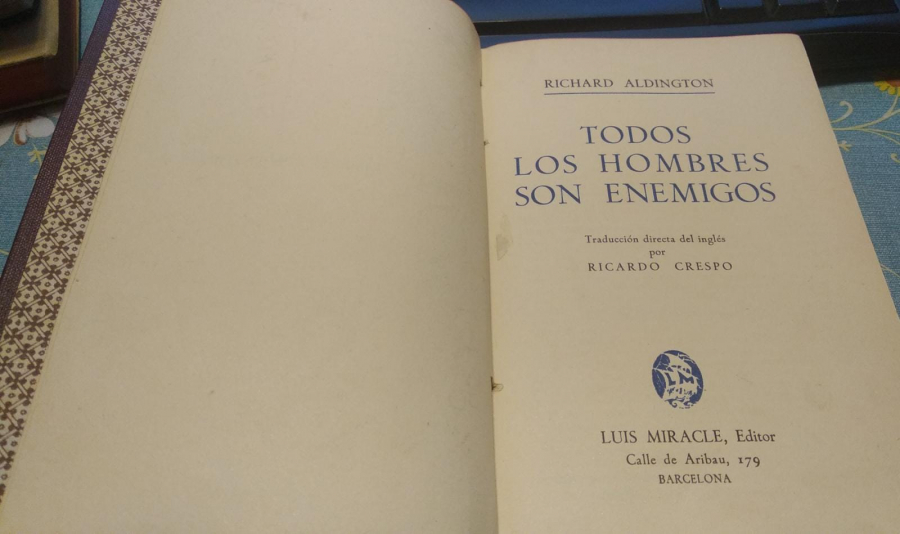 RICHARD ALDINGTON
TODOS
LOS HOMBRES
SON ENEMIGOS
Traducción directa del inglés
por
RICARDO CRESPO
LM
LUIS MIRACLE, Editor
Calle de Aribau, 179
BARCELONA